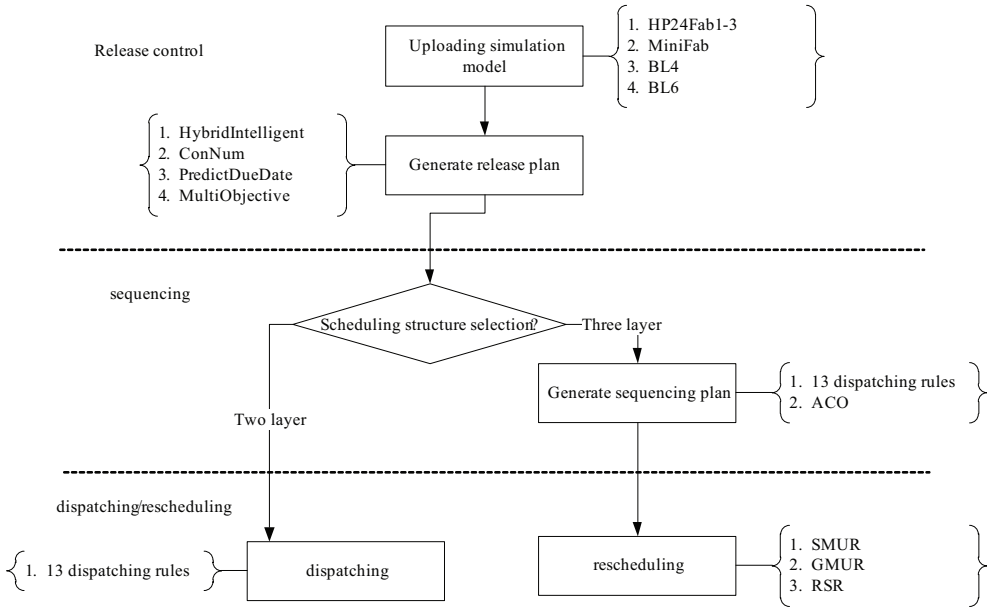 Release control
Uploading simulation
model
1. HP24Fab1-3
2. MiniFab
3. BL4
4. BL6
1. HybridIntelligent
2. ConNum
3. PredictDueDate
4. MultiObjective
Generate release plan
sequencing
Scheduling structure selection?
Three layer
Two layer
Generate sequencing plan
1. 13 dispatching rules
2. ACO
dispatching/rescheduling
1. 13 dispatching rules
dispatching
rescheduling
1. SMUR
2. GMUR
3. RSR